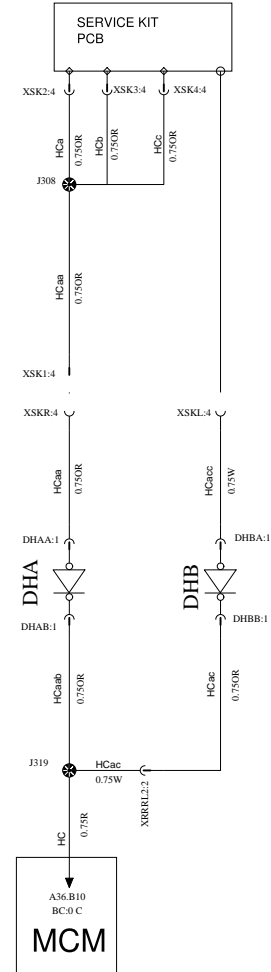 SERVICE KIT
PCB
XSK2:4
XSK3:4
XSK4:4
HCa
0.75OR
HCb
0.75OR
HCc
0.75OR
J308
HCaa
0.75OR
XSK1:4
XSKR:4
XSKL:4
HCaa
0.75OR
HCacc
0.75W
DHAA:1
DHBA:1
DHA
DHB
DHAB:1
DHBB:1
HCaab
0.75OR
HCac
0.75OR
J319
HCac
0.75W
XRRRL2:2
HC
0.75R
A36.B10
BC:0 C
MCM